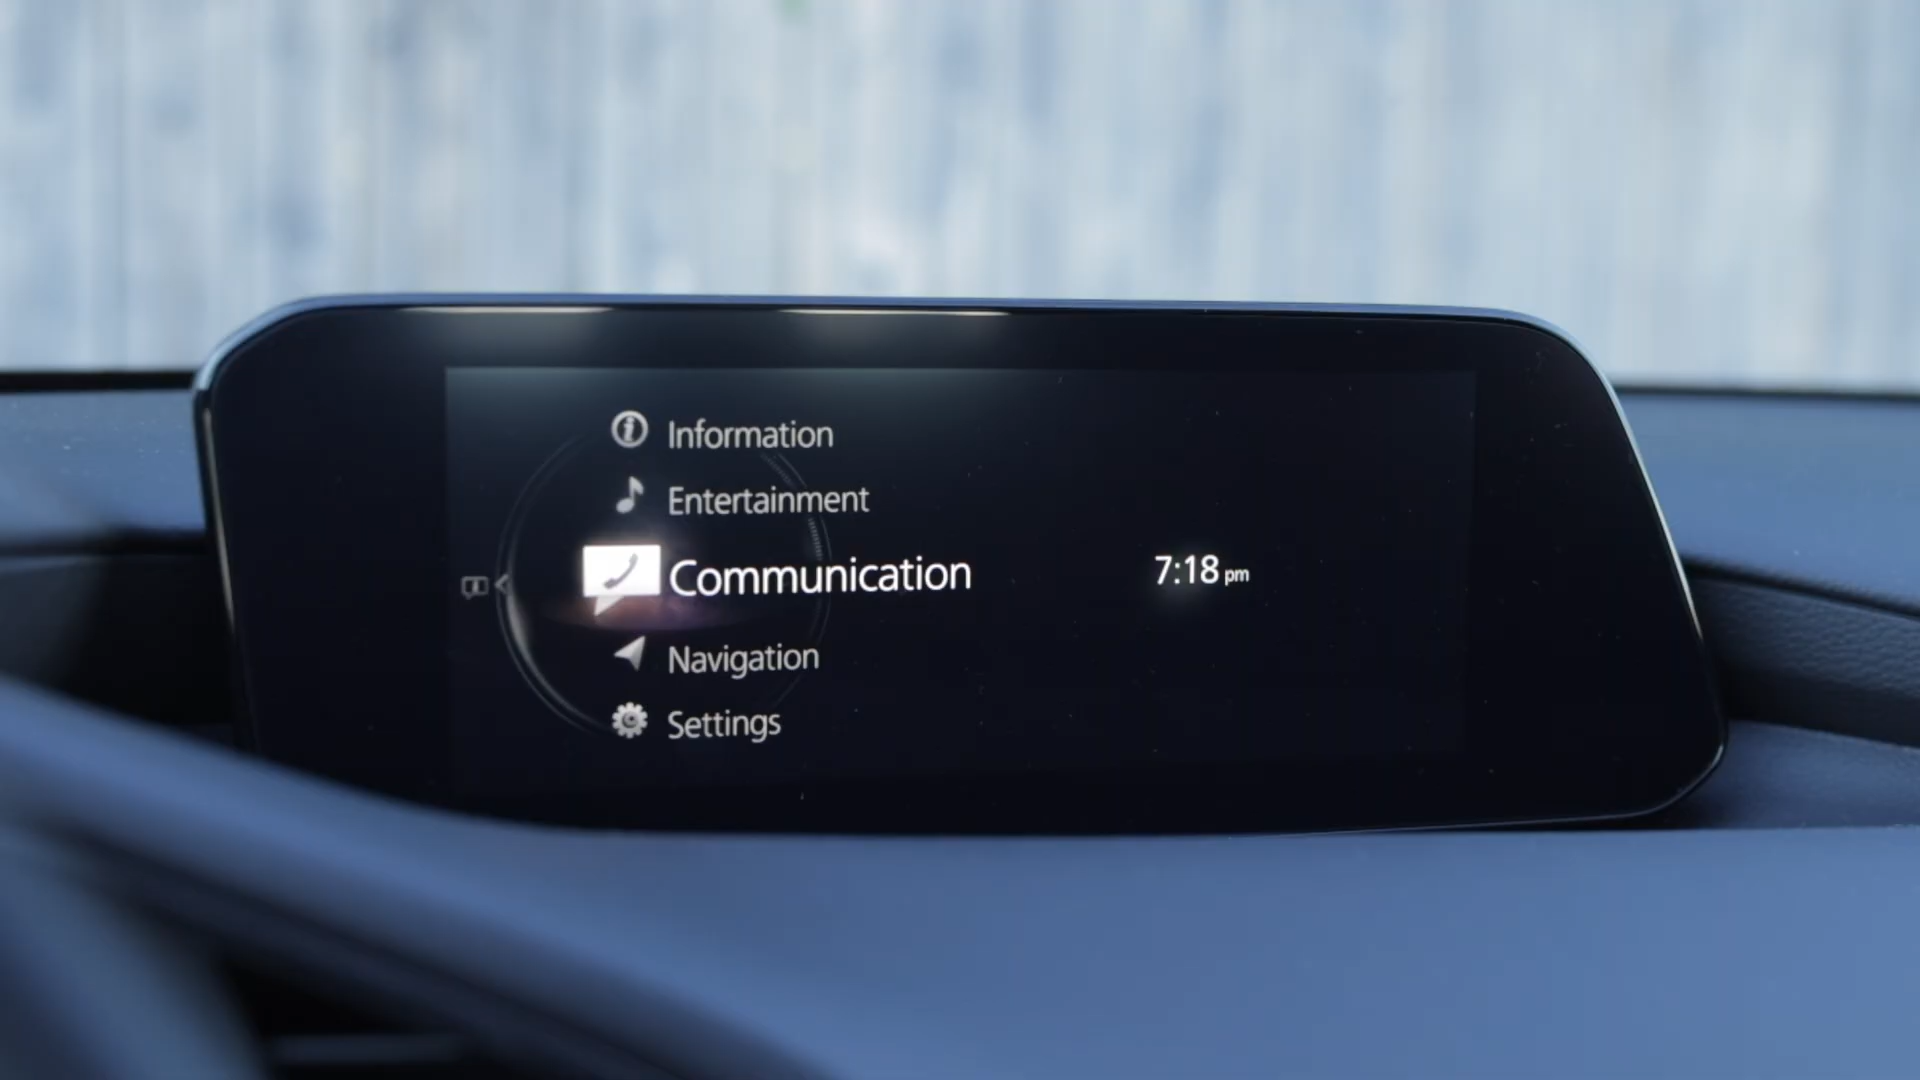 Information
Entertainment
Communication
7:18 pm
Navigation
Settings